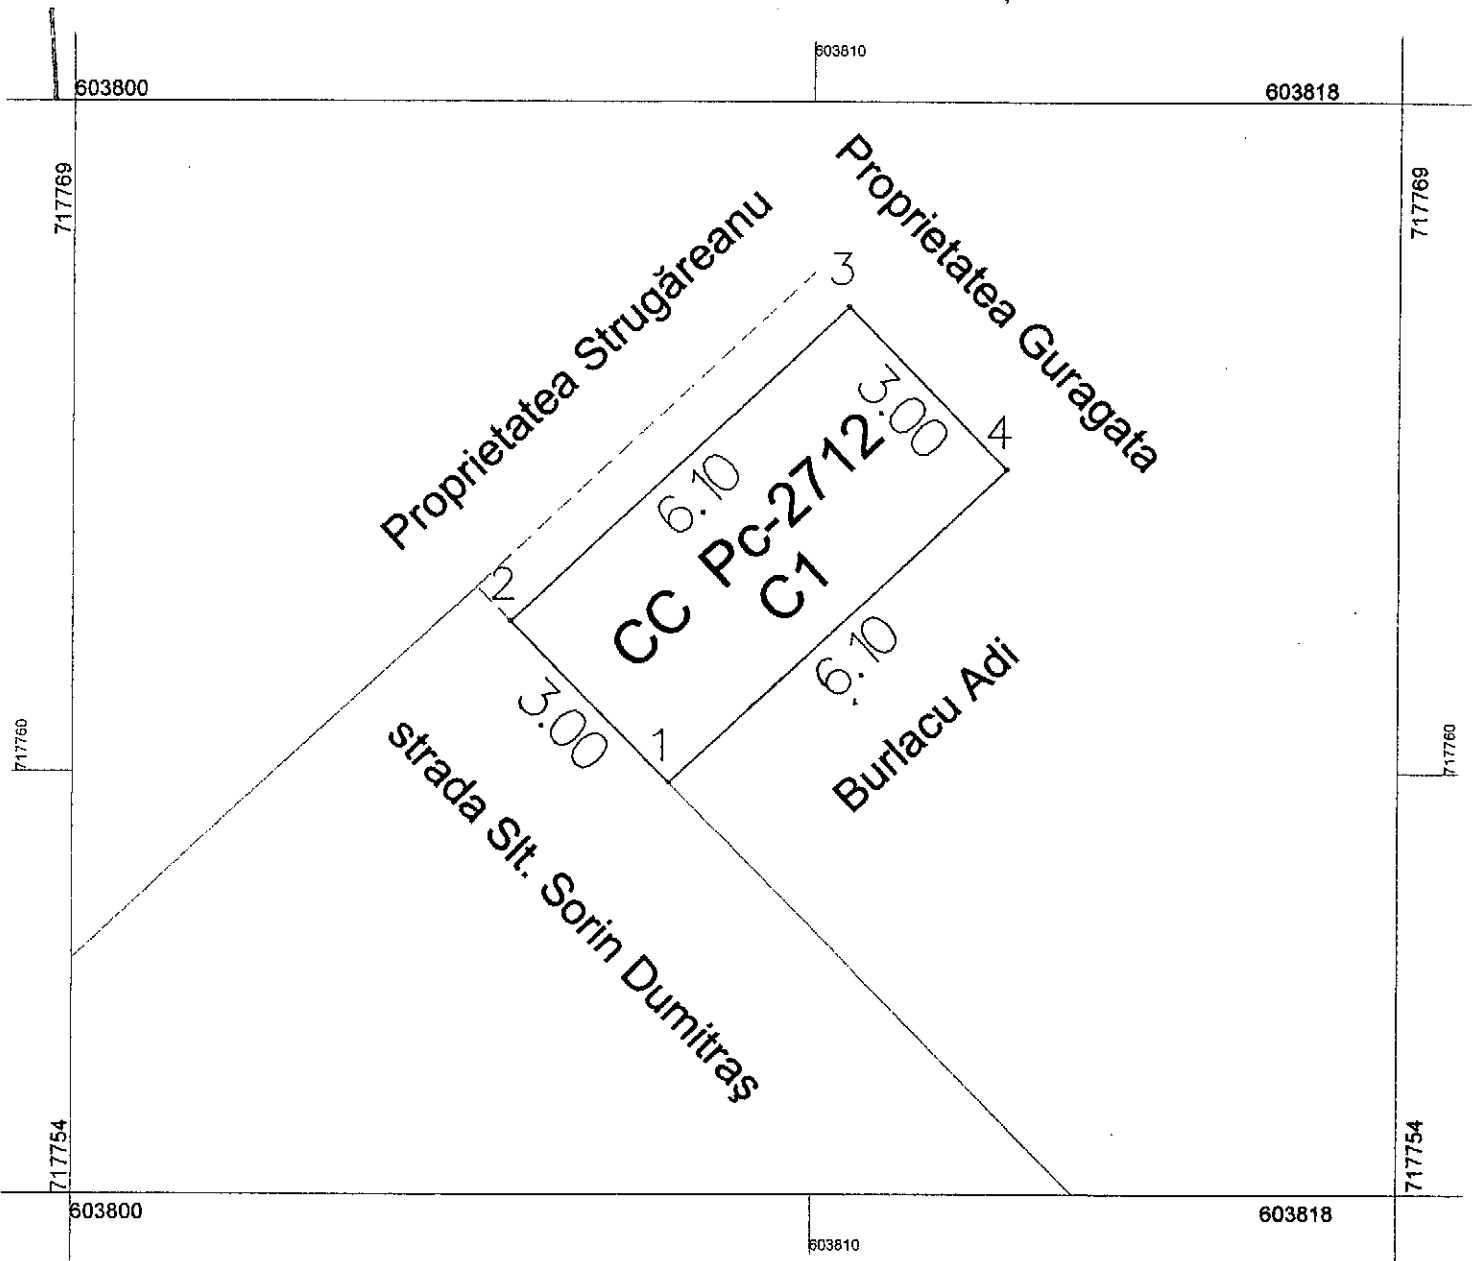 603810
603800
603818
717769
717769
Proprietatea Strugăreanu
Proprietatea Guragata
3
3.00
4
6.10
Pc-2712
CC
C1
2
6.10
3.00
1
Burlacu Adi
strada Slt. Sorin Dumitraş
717760
717760
717754
717754
603800
603818
603810